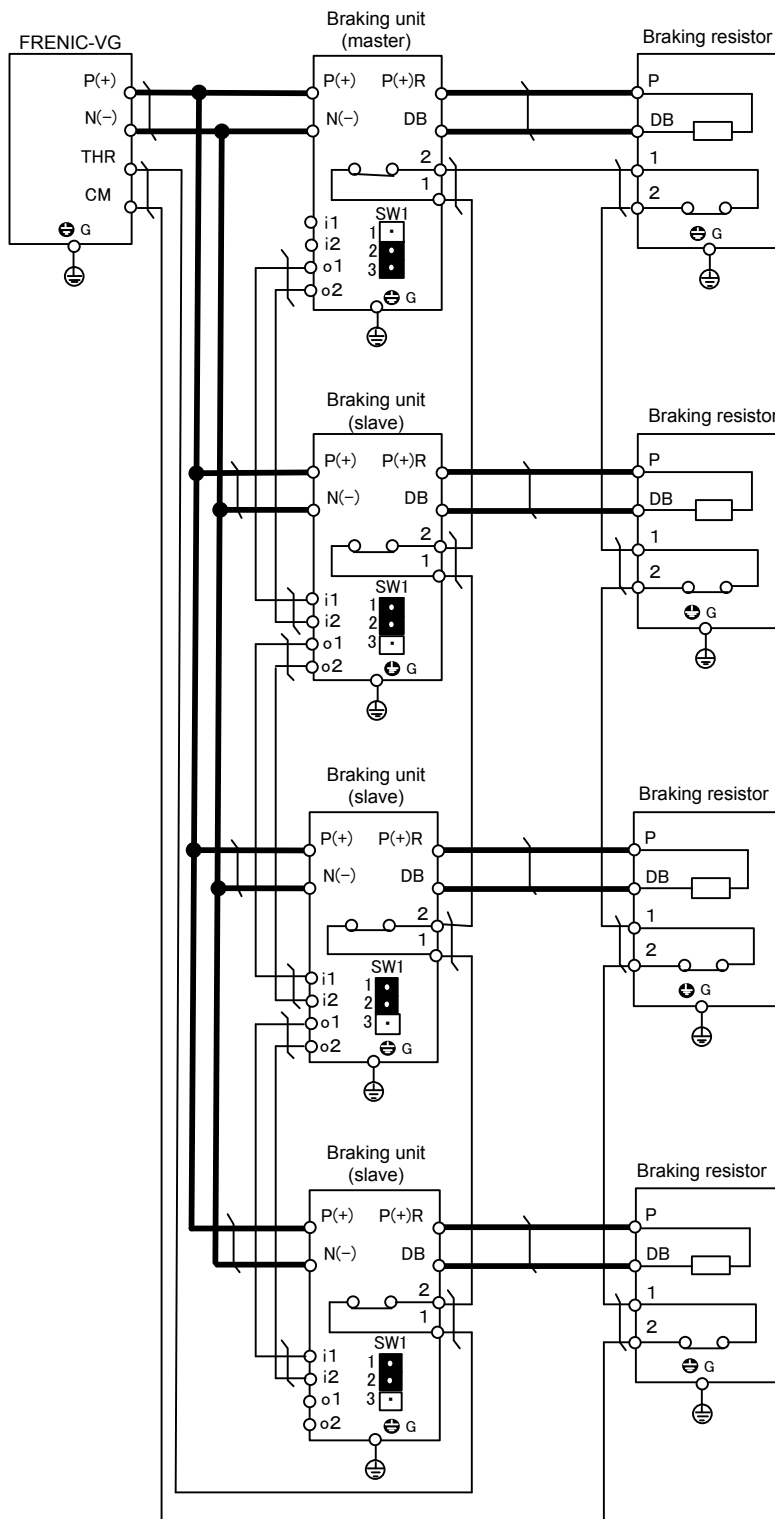 FRENIC-VG
P(+)
N(−)
THR
CM
G
Braking unit
(master)
P(+) P(+)R
N(−) DB
2
1
SW1
i1 1
i2 2
o1 3
o2
G
Braking resistor
P
DB
1
2
G
Braking unit
(slave)
P(+) P(+)R
N(−) DB
2
1
SW1
i1 1
i2 2
o1 3
o2
G
Braking resistor
P
DB
1
2
G
Braking unit
(slave)
P(+) P(+)R
N(−) DB
2
1
SW1
i1 1
i2 2
o1 3
o2
G
Braking resistor
P
DB
1
2
G
Braking unit
(slave)
P(+) P(+)R
N(−) DB
2
1
SW1
i1 1
i2 2
o1 3
o2
G
Braking resistor
P
DB
1
2
G